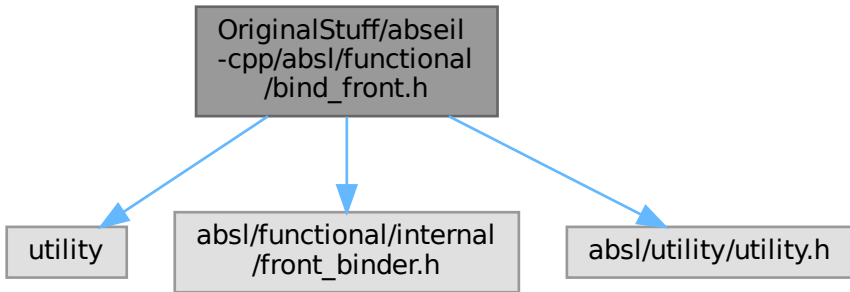 OriginalStuff/abseil
-cpp/absl/functional
/bind_front.h
utility
absl/functional/internal
/front_binder.h
absl/utility/utility.h